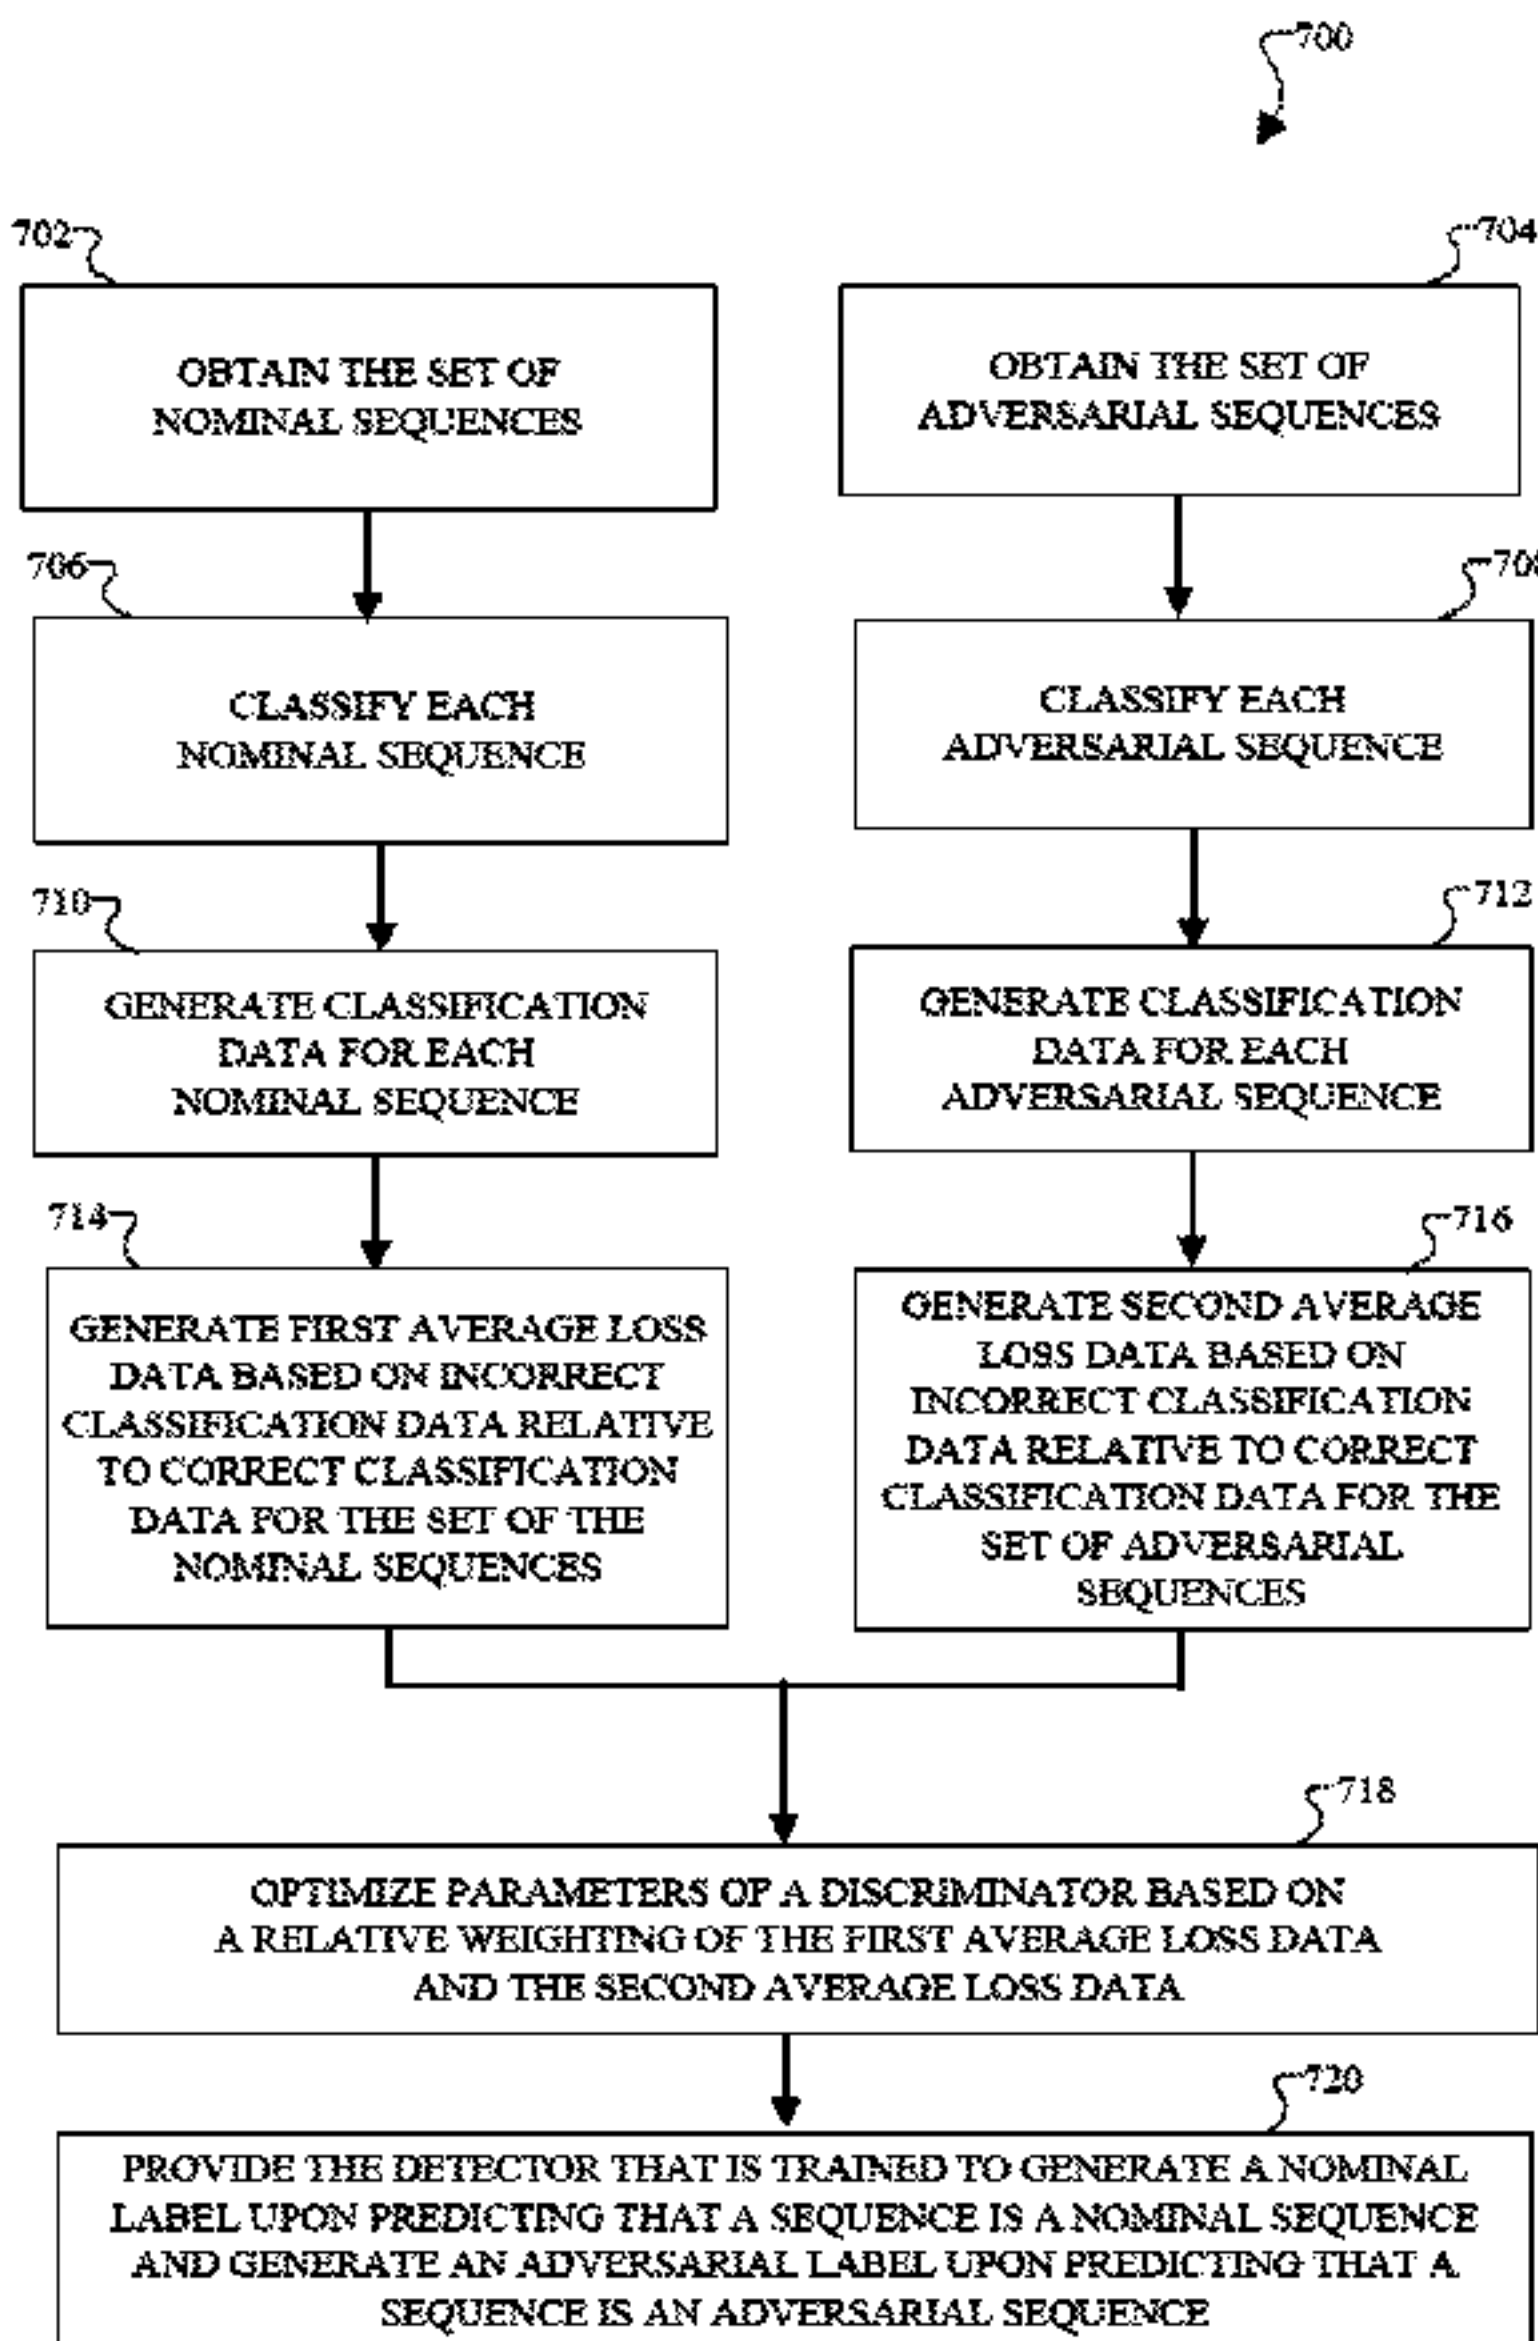 700
702
704
OBTAIN THE SET OF
NOMINAL SEQUENCES
OBTAIN THE SET OF
ADVERSARIAL SEQUENCES
706
CLASSIFY EACH
NOMINAL SEQUENCE
CLASSIFY EACH
ADVERSARIAL SEQUENCE
710
712
GENERATE CLASSIFICATION
DATA FOR EACH
NOMINAL SEQUENCE
GENERATE CLASSIFICATION
DATA FOR EACH
ADVERSARIAL SEQUENCE
714
716
GENERATE FIRST AVERAGE LOSS
DATA BASED ON INCORRECT
CLASSIFICATION DATA RELATIVE
TO CORRECT CLASSIFICATION
DATA FOR THE SET OF THE
NOMINAL SEQUENCES
GENERATE SECOND AVERAGE
LOSS DATA BASED ON
INCORRECT CLASSIFICATION
DATA RELATIVE TO CORRECT
CLASSIFICATION DATA FOR THE
SET OF ADVERSARIAL
SEQUENCES
718
OPTIMIZE PARAMETERS OF A DISCRIMINATOR BASED ON
A RELATIVE WEIGHTING OF THE FIRST AVERAGE LOSS DATA
AND THE SECOND AVERAGE LOSS DATA
720
PROVIDE THE DETECTOR THAT IS TRAINED TO GENERATE A NOMINAL
LABEL UPON PREDICTING THAT A SEQUENCE IS A NOMINAL SEQUENCE
AND GENERATE AN ADVERSARIAL LABEL UPON PREDICTING THAT A
SEQUENCE IS AN ADVERSARIAL SEQUENCE